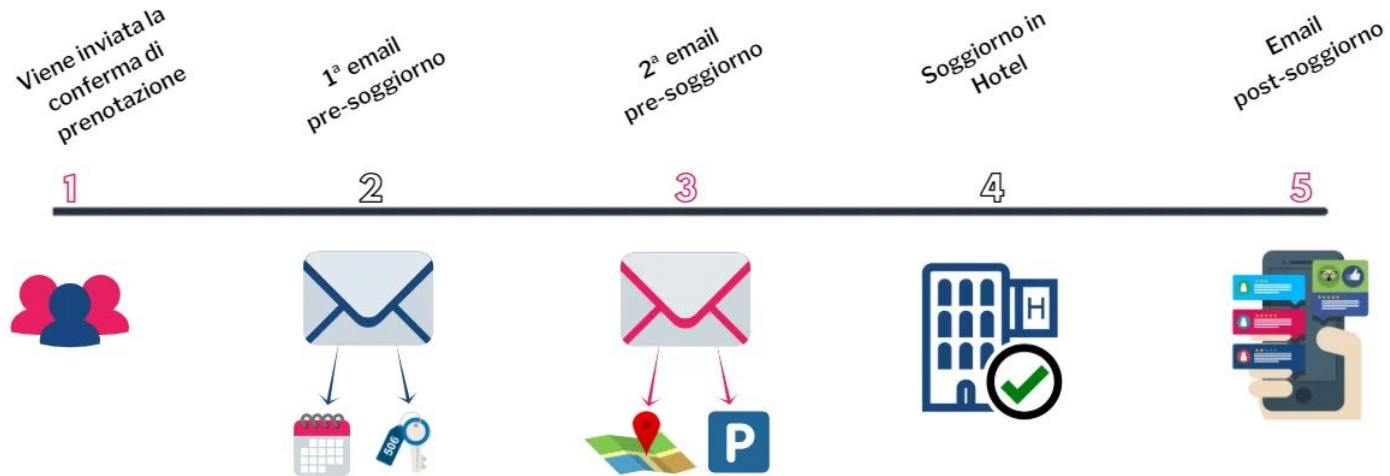 Viene inviata la
conferma di
prenotazione
1ª email
pre-soggiorno
2ª email
pre-soggiorno
Soggiorno in
Hotel
Email
post-soggiorno
1
2
3
4
5
H
506
P